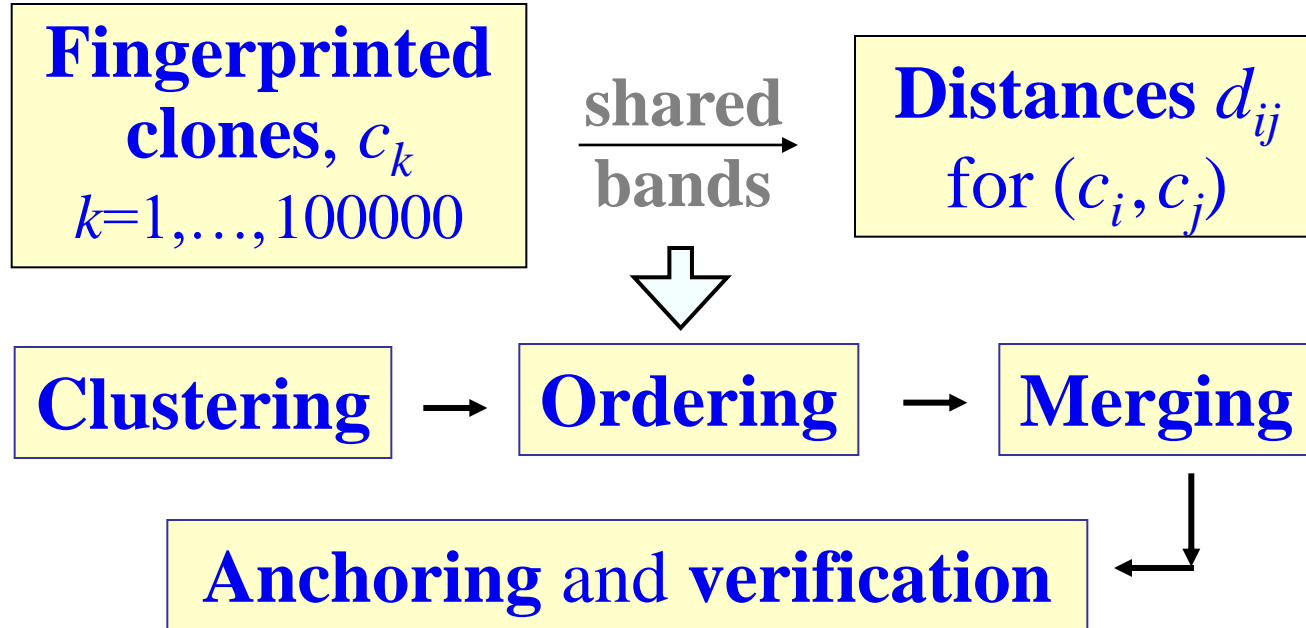 Fingerprinted
clones, c_k
k=1,…,100000
shared
bands
Distances d_ij
for (c_i, c_j)
Clustering
Ordering
Merging
Anchoring and verification